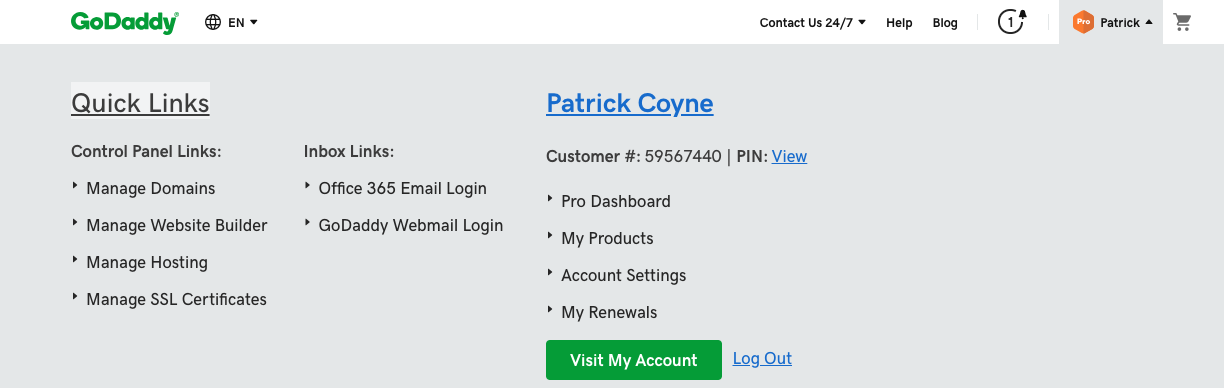 GoDaddy EN Contact Us 24/7 Help Blog 1 Pro Patrick
Quick Links
Control Panel Links:
Manage Domains
Manage Website Builder
Manage Hosting
Manage SSL Certificates
Inbox Links:
Office 365 Email Login
GoDaddy Webmail Login
Patrick Coyne
Customer #: 59567440 | PIN: View
Pro Dashboard
My Products
Account Settings
My Renewals
Visit My Account Log Out